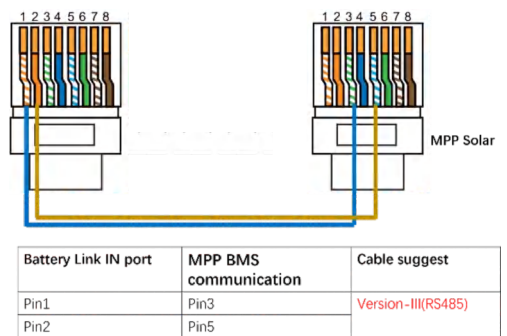 1 2 3 4 5 6 7 8
1 2 3 4 5 6 7 8
MPP Solar
Battery Link IN port
MPP BMS
communication
Cable suggest
Pin1
Pin3
Version-III(RS485)
Pin2
Pin5